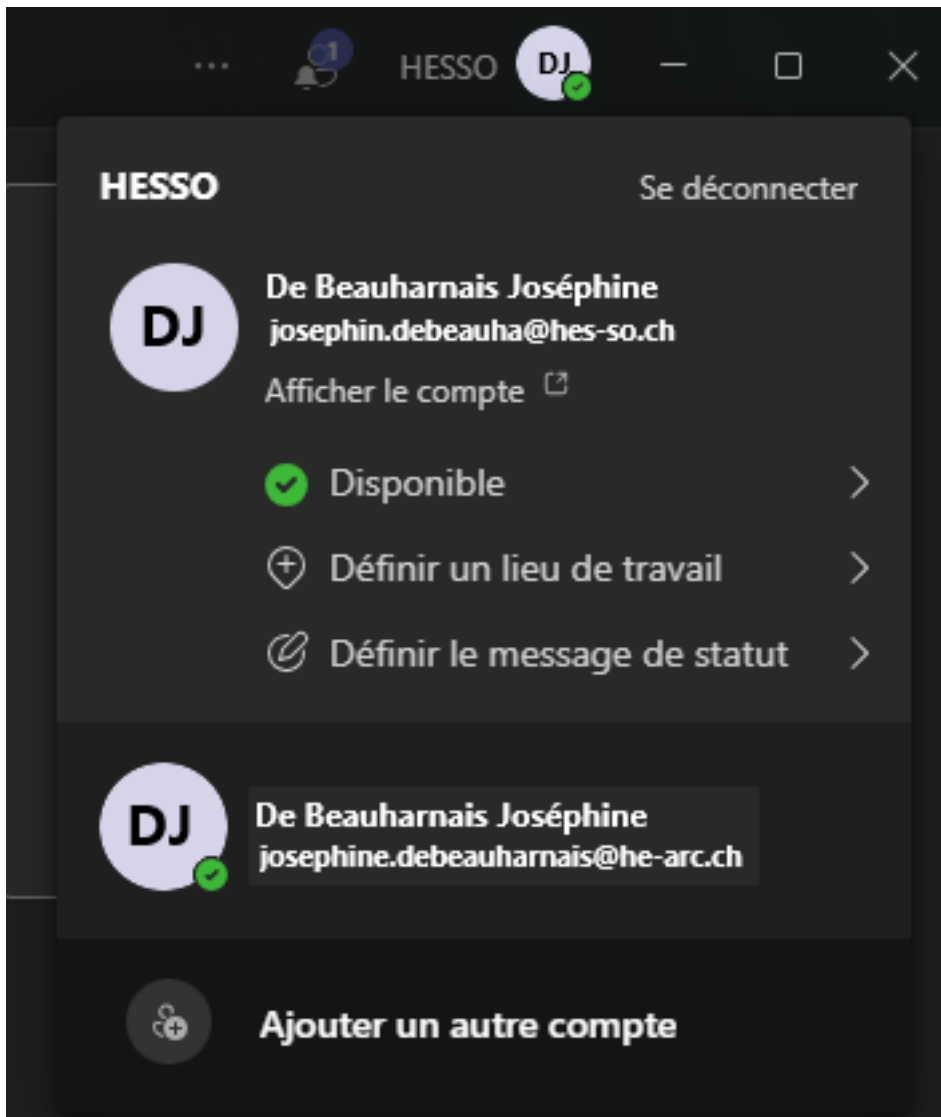 1
HESSO DJ
HESSO Se déconnecter
DJ
De Beauharnais Joséphine
josephin.debeauha@hes-so.ch
Afficher le compte
Disponible
Définir un lieu de travail
Définir le message de statut
DJ
De Beauharnais Joséphine
josephine.debeauharnais@he-arc.ch
Ajouter un autre compte